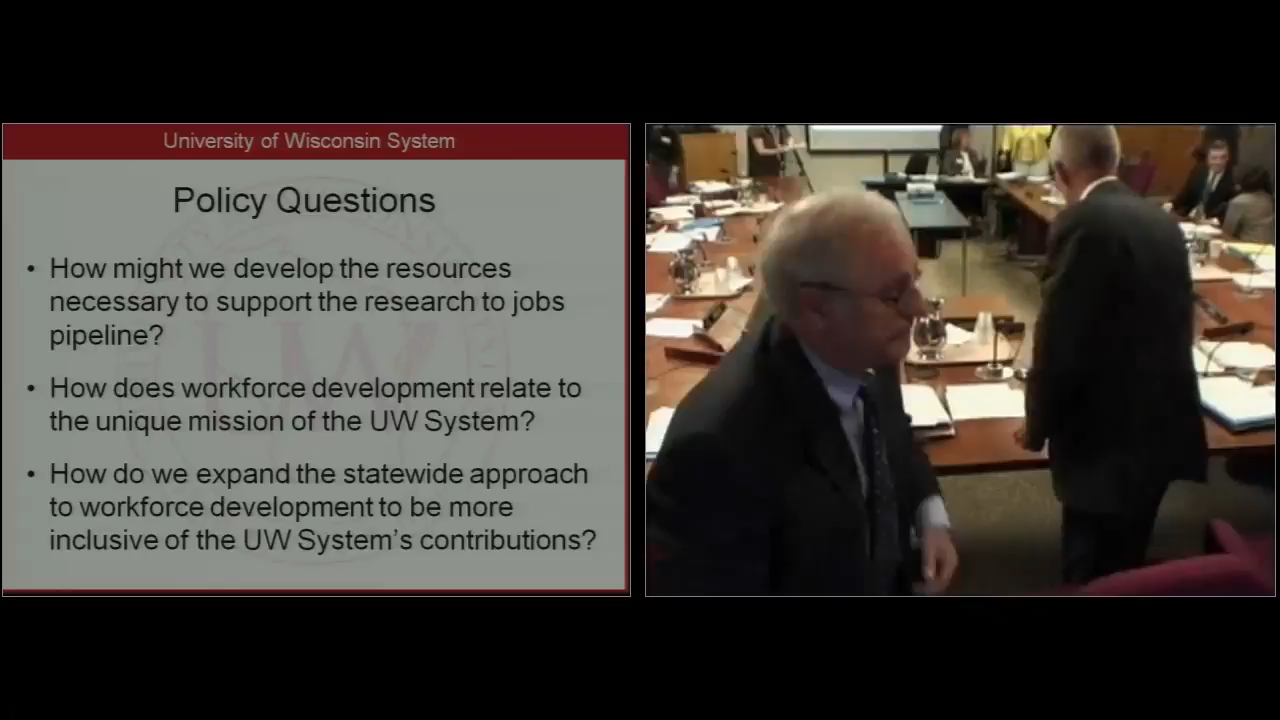 University of Wisconsin System
Policy Questions
• How might we develop the resources
necessary to support the research to jobs
pipeline?
• How does workforce development relate to
the unique mission of the UW System?
• How do we expand the statewide approach
to workforce development to be more
inclusive of the UW System's contributions?